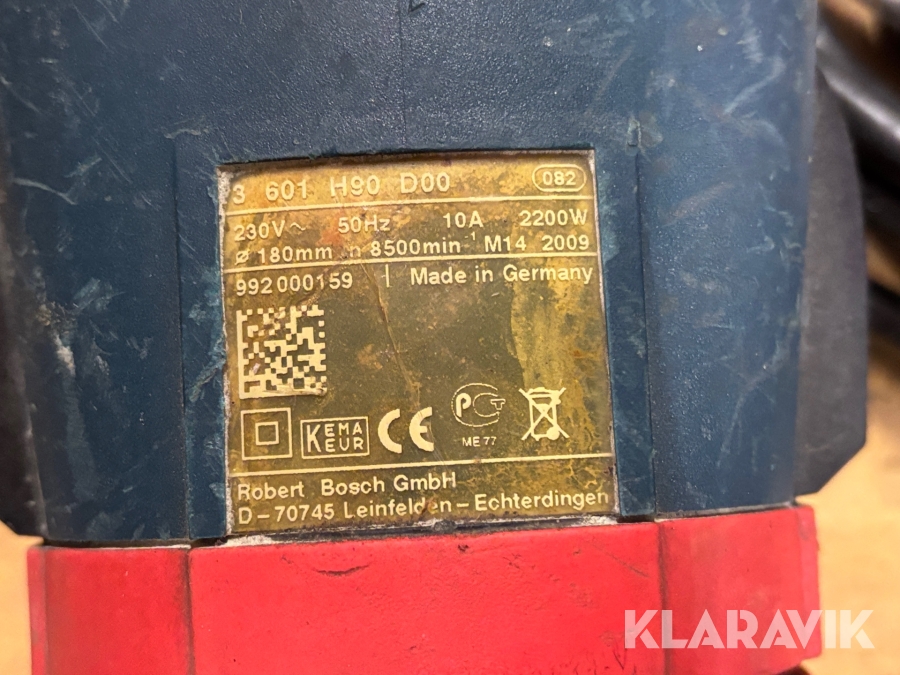 3 601 H90 D00 082
230V~ 50Hz 10A 2200W
ø 180mm n 8500min⁻¹ M14 2009
992000159 | Made in Germany
KEMA
KEUR
CE
PCT
ME 77
Robert Bosch GmbH
D-70745 Leinfelden-Echterdingen
KLARAVIK